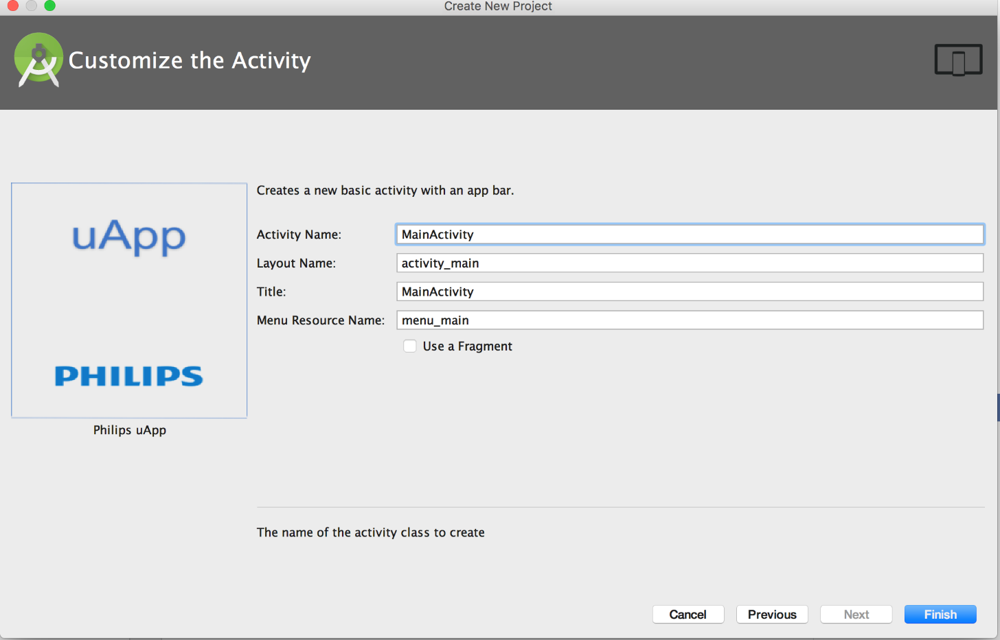 Create New Project
Customize the Activity
uApp
PHILIPS
Philips uApp
Creates a new basic activity with an app bar.
Activity Name: MainActivity
Layout Name: activity_main
Title: MainActivity
Menu Resource Name: menu_main
Use a Fragment
The name of the activity class to create
Cancel Previous Next Finish